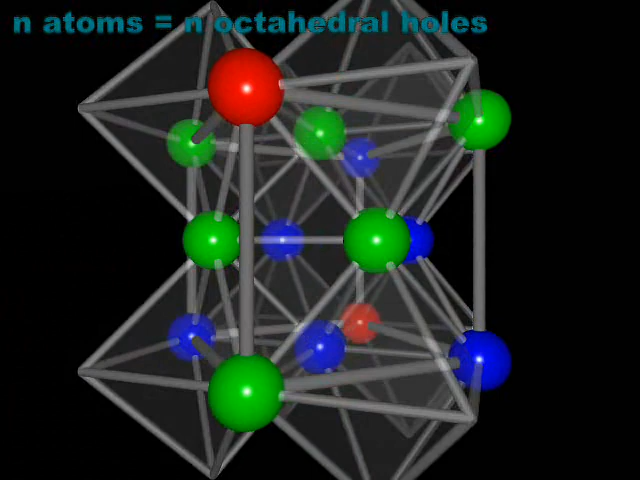 n atoms = n octahedral holes